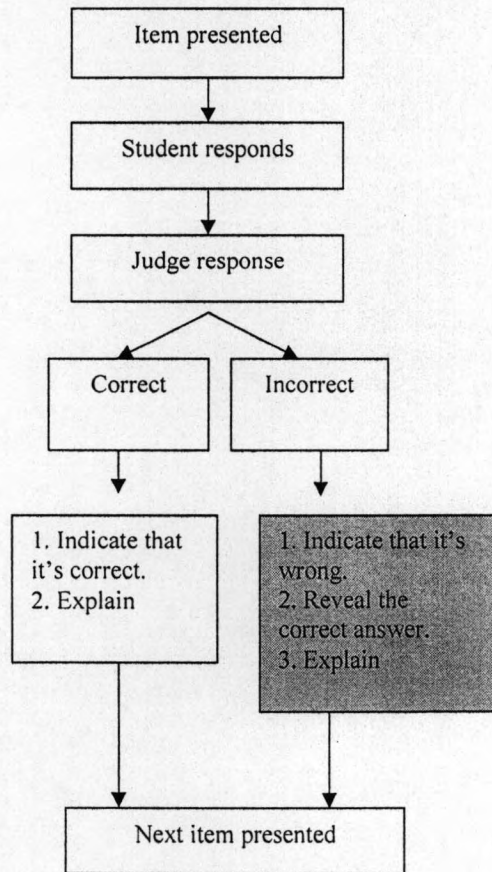 Item presented
Student responds
Judge response
Correct
Incorrect
1. Indicate that
it's correct.
2. Explain
1. Indicate that it's
wrong.
2. Reveal the
correct answer.
3. Explain
Next item presented